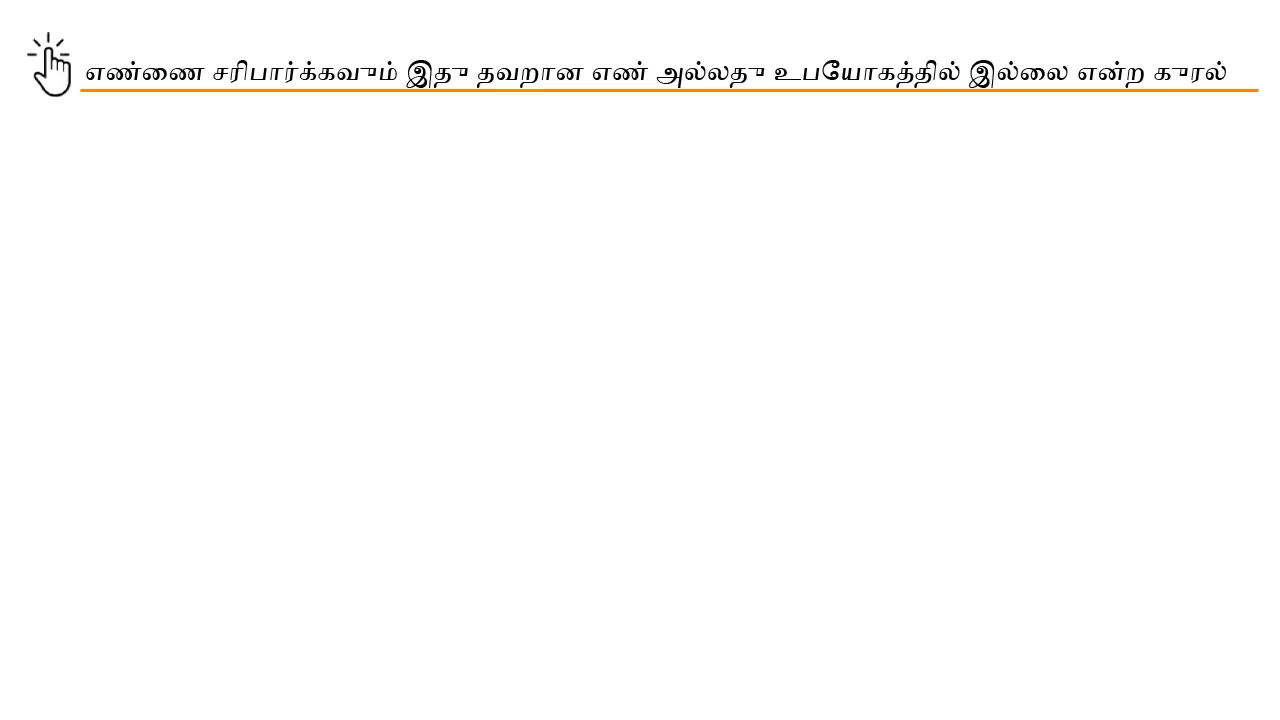 எண்ணை சரிபார்க்கவும் இது தவறான எண் அல்லது உபயோகத்தில் இல்லை என்ற குரல்